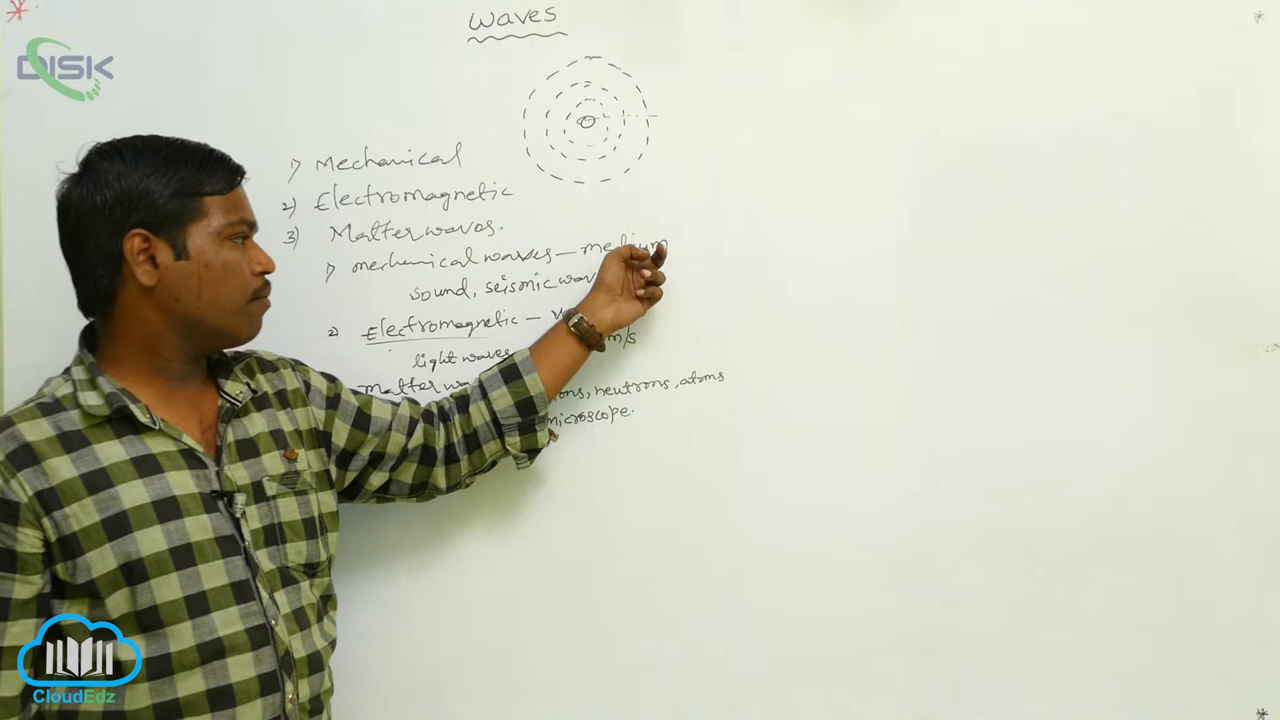 waves
DISK
1) Mechanical
2) Electromagnetic
3) Matter waves.
1) mechanical waves — medium
sound, seismic wav
2) Electromagnetic —
m/s
light waves
Matter wa ons, neutrons, atoms
microscope.
CloudEdz